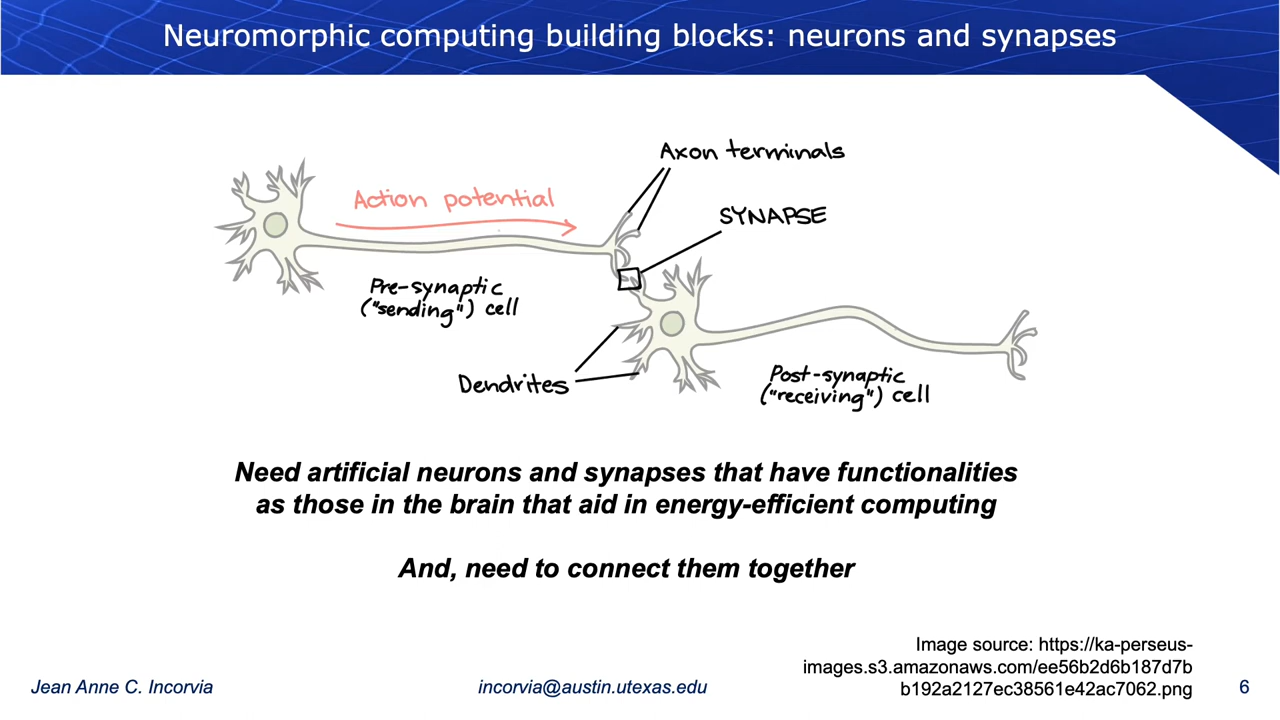 Neuromorphic computing building blocks: neurons and synapses
Axon terminals
Action potential
SYNAPSE
Pre-synaptic
("sending") cell
Dendrites
Post-synaptic
("receiving") cell
Need artificial neurons and synapses that have functionalities
as those in the brain that aid in energy-efficient computing
And, need to connect them together
Image source: https://ka-perseus-
images.s3.amazonaws.com/ee56b2d6b187d7b
b192a2127ec38561e42ac7062.png
Jean Anne C. Incorvia
incorvia@austin.utexas.edu
6